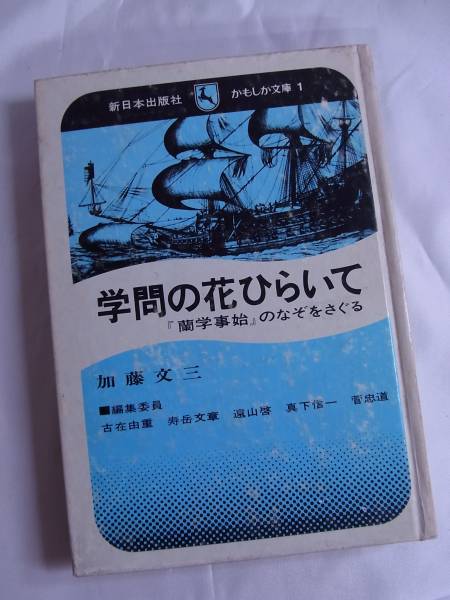 新日本出版社 かもしか文庫 1
学問の花ひらいて
『蘭学事始』のなぞをさぐる
加藤文三
■編集委員
古在由重 寿岳文章 遠山啓 真下信一 菅忠道